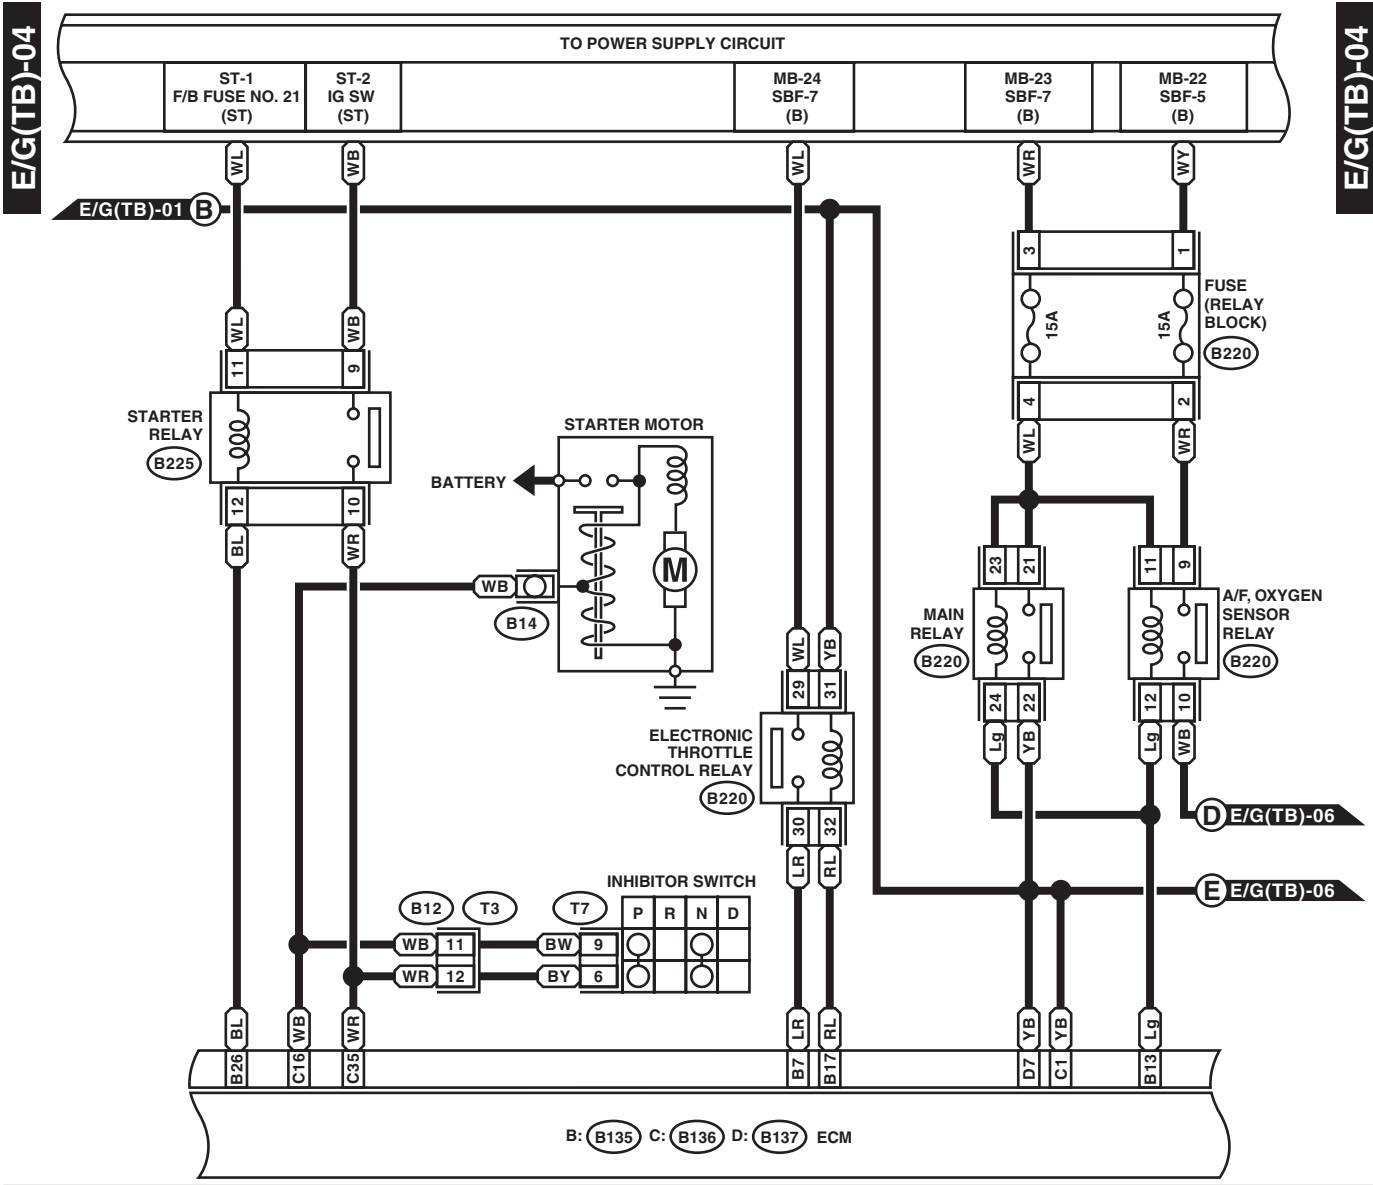 E/G(TB)-04
E/G(TB)-04
TO POWER SUPPLY CIRCUIT
ST-1
F/B FUSE NO. 21
(ST)
ST-2
IG SW
(ST)
MB-24
SBF-7
(B)
MB-23
SBF-7
(B)
MB-22
SBF-5
(B)
WL
WB
WL
WR
WY
E/G(TB)-01 B
3
1
FUSE
(RELAY
BLOCK)
B220
15A
15A
WL
WB
11
9
4
2
WL
WR
STARTER
RELAY
B225
12
10
BL
WR
STARTER MOTOR
BATTERY
M
WB
B14
23
21
11
9
MAIN
RELAY
B220
A/F, OXYGEN
SENSOR
RELAY
B220
24
22
12
10
Lg
YB
Lg
WB
WL
YB
29
31
ELECTRONIC
THROTTLE
CONTROL RELAY
B220
30
32
LR
RL
D E/G(TB)-06
E E/G(TB)-06
INHIBITOR SWITCH
B12
T3
T7
P R N D
WB 11
BW 9
WR 12
BY 6
BL
WB
WR
LR
RL
YB
YB
Lg
B26
C16
C35
B7
B17
D7
C1
B13
B: B135 C: B136 D: B137 ECM